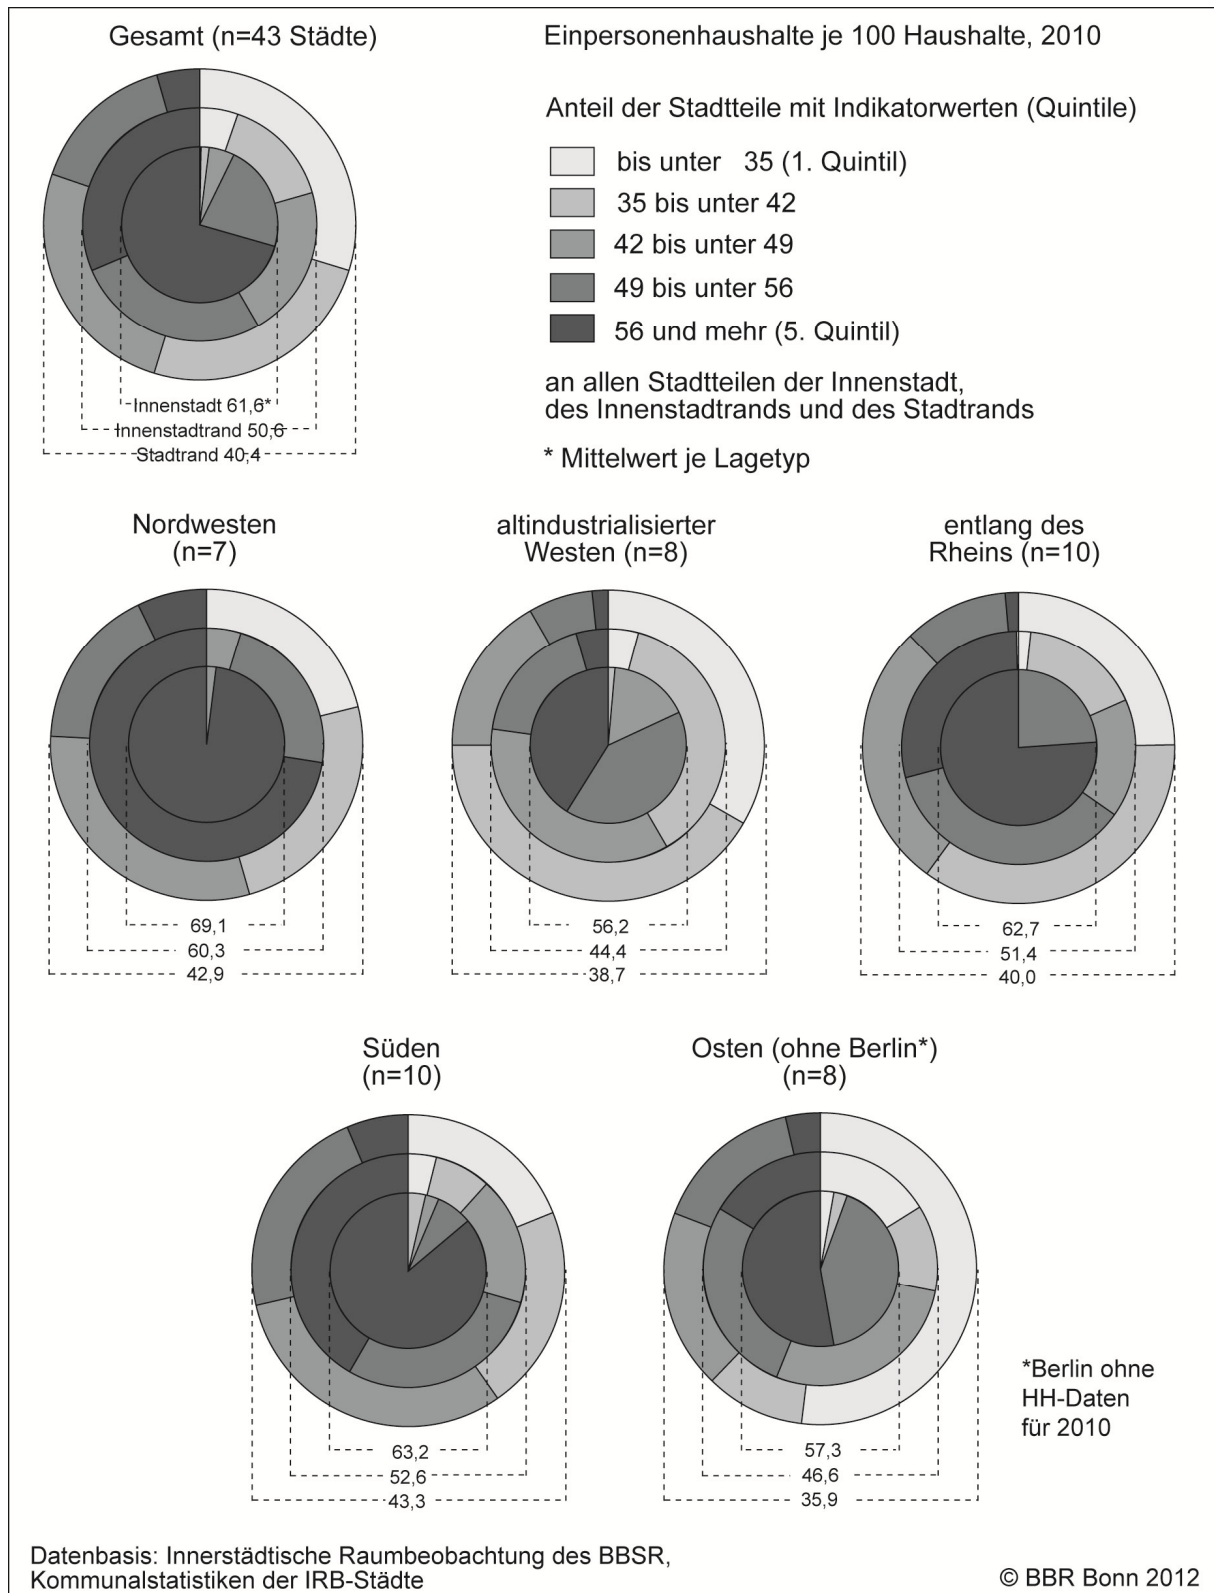 Gesamt (n=43 Städte)
Einpersonenhaushalte je 100 Haushalte, 2010
Anteil der Stadtteile mit Indikatorwerten (Quintile)
bis unter 35 (1. Quintil)
35 bis unter 42
42 bis unter 49
49 bis unter 56
56 und mehr (5. Quintil)
an allen Stadtteilen der Innenstadt,
des Innenstadtrands und des Stadtrands
* Mittelwert je Lagetyp
Innenstadt 61,6*
Innenstadtrand 50,6
Stadtrand 40,4
Nordwesten
(n=7)
69,1
60,3
42,9
altindustrialisierter
Westen (n=8)
56,2
44,4
38,7
entlang des
Rheins (n=10)
62,7
51,4
40,0
Süden
(n=10)
63,2
52,6
43,3
Osten (ohne Berlin*)
(n=8)
57,3
46,6
35,9
*Berlin ohne
HH-Daten
für 2010
Datenbasis: Innerstädtische Raumbeobachtung des BBSR,
Kommunalstatistiken der IRB-Städte
© BBR Bonn 2012